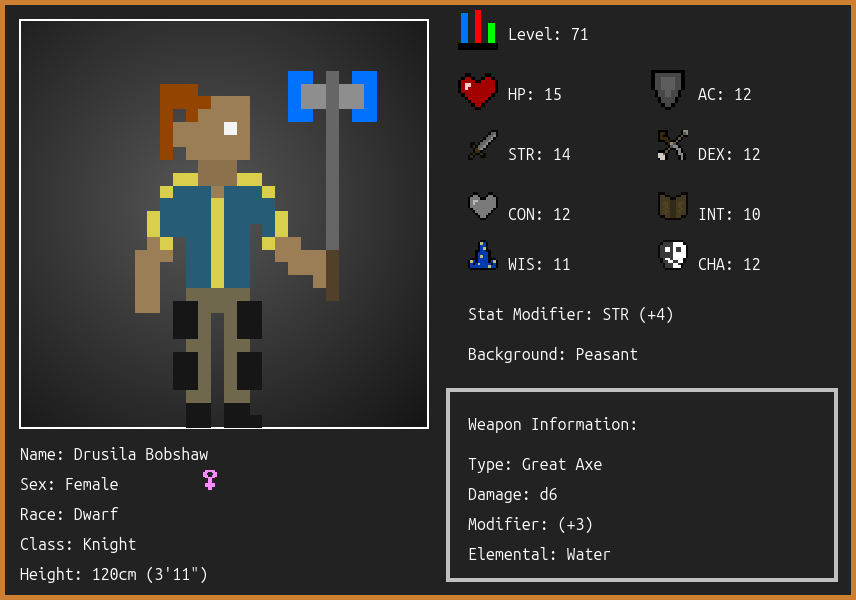 Level: 71
HP: 15
AC: 12
STR: 14
DEX: 12
CON: 12
INT: 10
WIS: 11
CHA: 12
Stat Modifier: STR (+4)
Background: Peasant
Weapon Information:
Type: Great Axe
Damage: d6
Modifier: (+3)
Elemental: Water
Name: Drusila Bobshaw
Sex: Female
Race: Dwarf
Class: Knight
Height: 120cm (3'11")